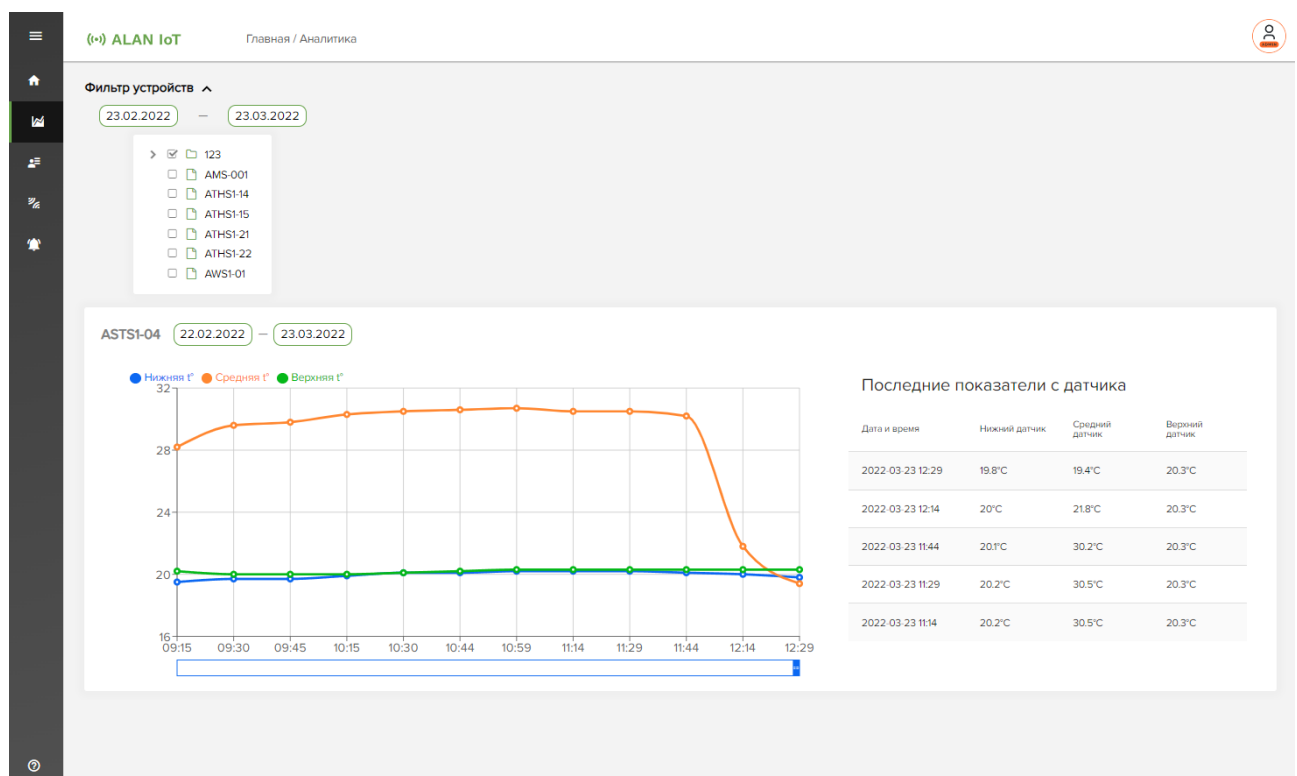 ((•)) ALAN IoT
Главная / Аналитика
Фильтр устройств
23.02.2022 – 23.03.2022
123
AMS-001
ATHS1-14
ATHS1-15
ATHS1-21
ATHS1-22
AWS1-01
ASTS1-04 22.02.2022 – 23.03.2022
Нижняя t° Средняя t° Верхняя t°
32
28
24
20
16
09:15 09:30 09:45 10:15 10:30 10:44 10:59 11:14 11:29 11:44 12:14 12:29
Последние показатели с датчика
Дата и время Нижний датчик Средний датчик Верхний датчик
2022-03-23 12:29 19.8°C 19.4°C 20.3°C
2022-03-23 12:14 20°C 21.8°C 20.3°C
2022-03-23 11:44 20.1°C 30.2°C 20.3°C
2022-03-23 11:29 20.2°C 30.5°C 20.3°C
2022-03-23 11:14 20.2°C 30.5°C 20.3°C